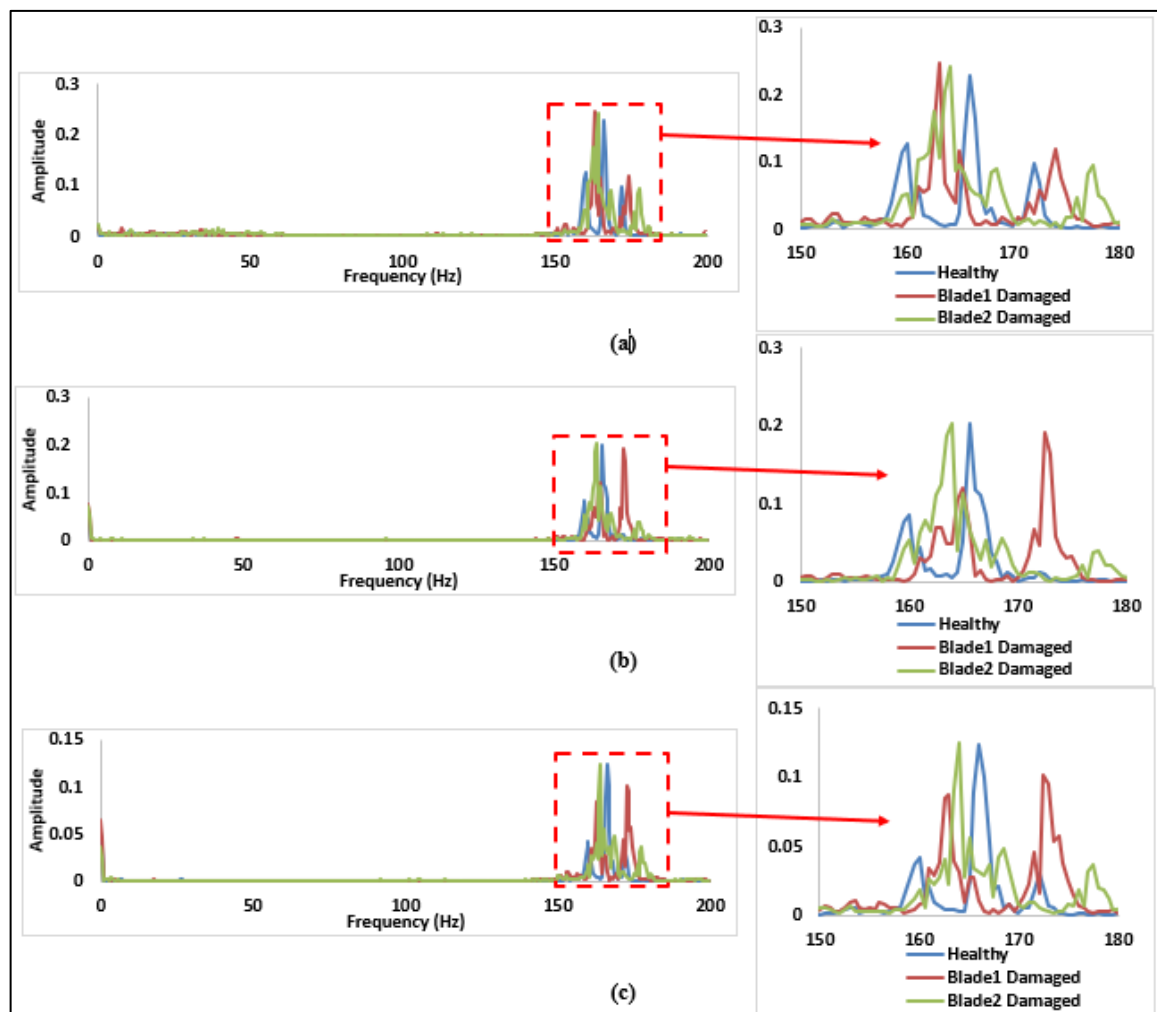 0.3
0.2
0.1
0
Amplitude
0 50 100 150 200
Frequency (Hz)
0.3
0.2
0.1
0
150 160 170 180
Healthy
Blade1 Damaged
Blade2 Damaged
(a)
0.3
0.2
0.1
0
Amplitude
0 50 100 150 200
Frequency (Hz)
0.3
0.2
0.1
0
150 160 170 180
Healthy
Blade1 Damaged
Blade2 Damaged
(b)
0.15
0.1
0.05
0
Amplitude
0 50 100 150 200
Frequency (Hz)
0.15
0.1
0.05
0
150 160 170 180
Healthy
Blade1 Damaged
Blade2 Damaged
(c)